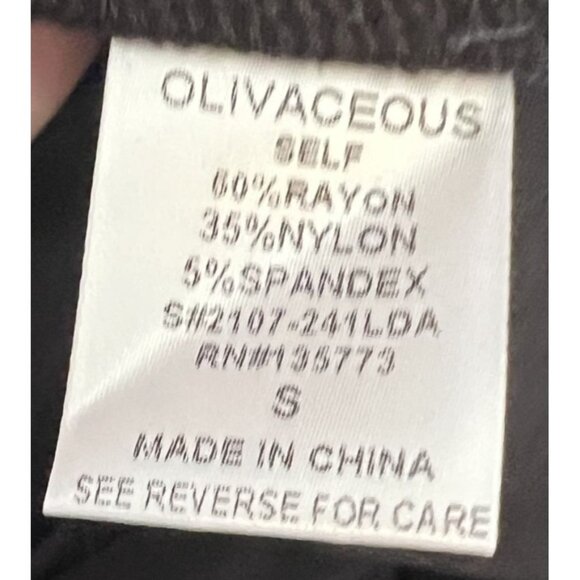 OLIVACEOUS
SELF
60%RAYON
35%NYLON
5%SPANDEX
S#2107-241LDA
RN#135773
S
MADE IN CHINA
SEE REVERSE FOR CARE